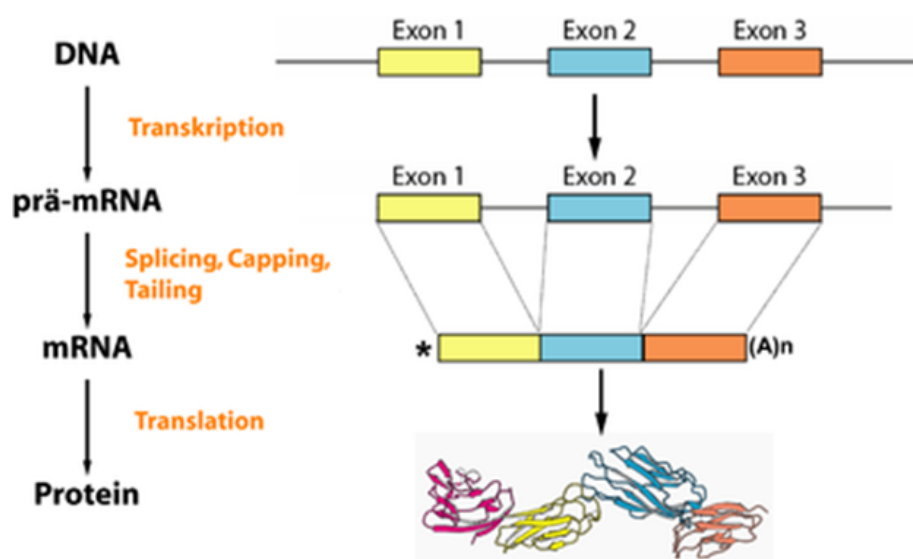 DNA
Transkription
prä-mRNA
Splicing, Capping,
Tailing
mRNA
Translation
Protein
Exon 1 Exon 2 Exon 3
Exon 1 Exon 2 Exon 3
* (A)n